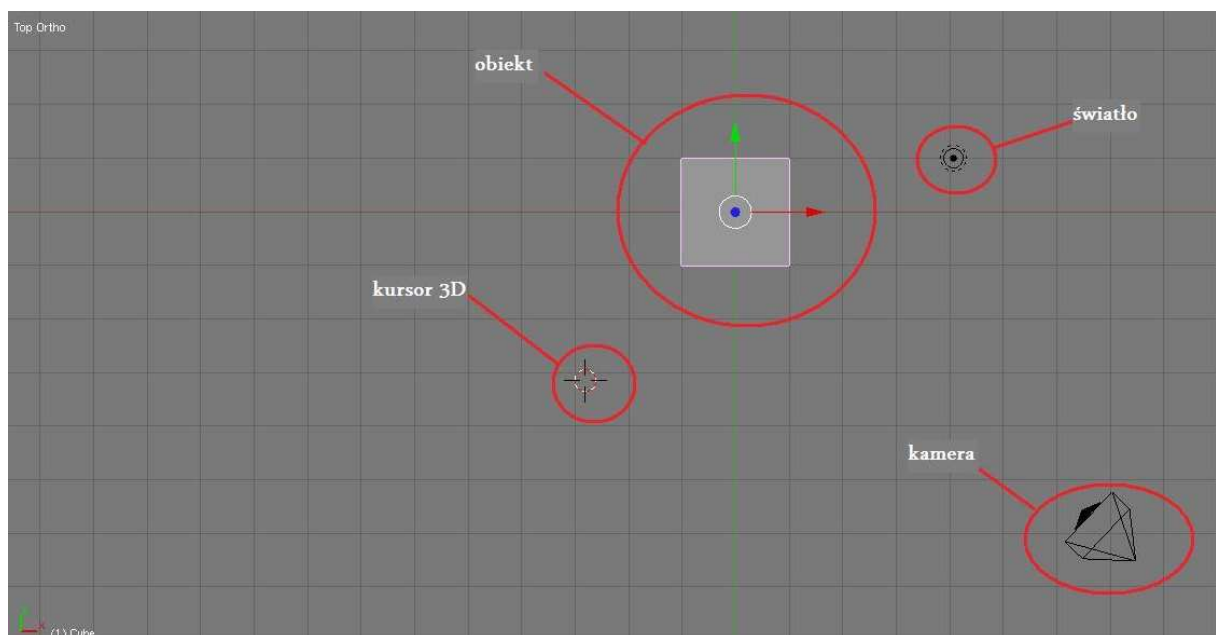 Top Ortho
obiekt
światło
kursor 3D
kamera
x
(1) Cube